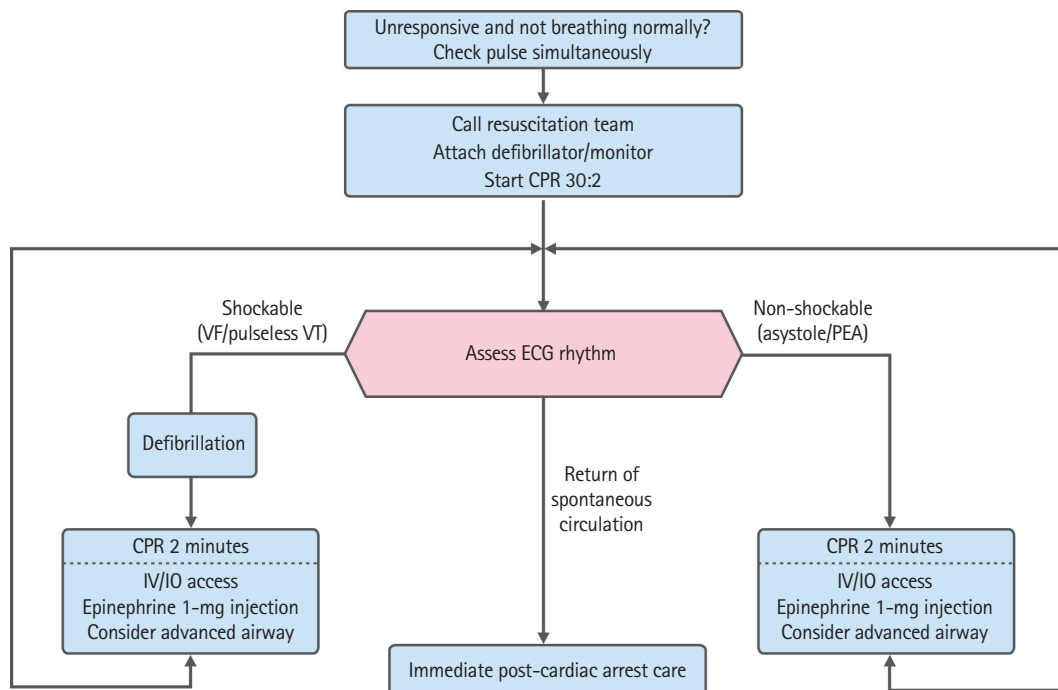 Unresponsive and not breathing normally?
Check pulse simultaneously
Call resuscitation team
Attach defibrillator/monitor
Start CPR 30:2
Shockable
(VF/pulseless VT)
Assess ECG rhythm
Non-shockable
(asystole/PEA)
Defibrillation
Return of
spontaneous
circulation
CPR 2 minutes
IV/IO access
Epinephrine 1-mg injection
Consider advanced airway
CPR 2 minutes
IV/IO access
Epinephrine 1-mg injection
Consider advanced airway
Immediate post-cardiac arrest care